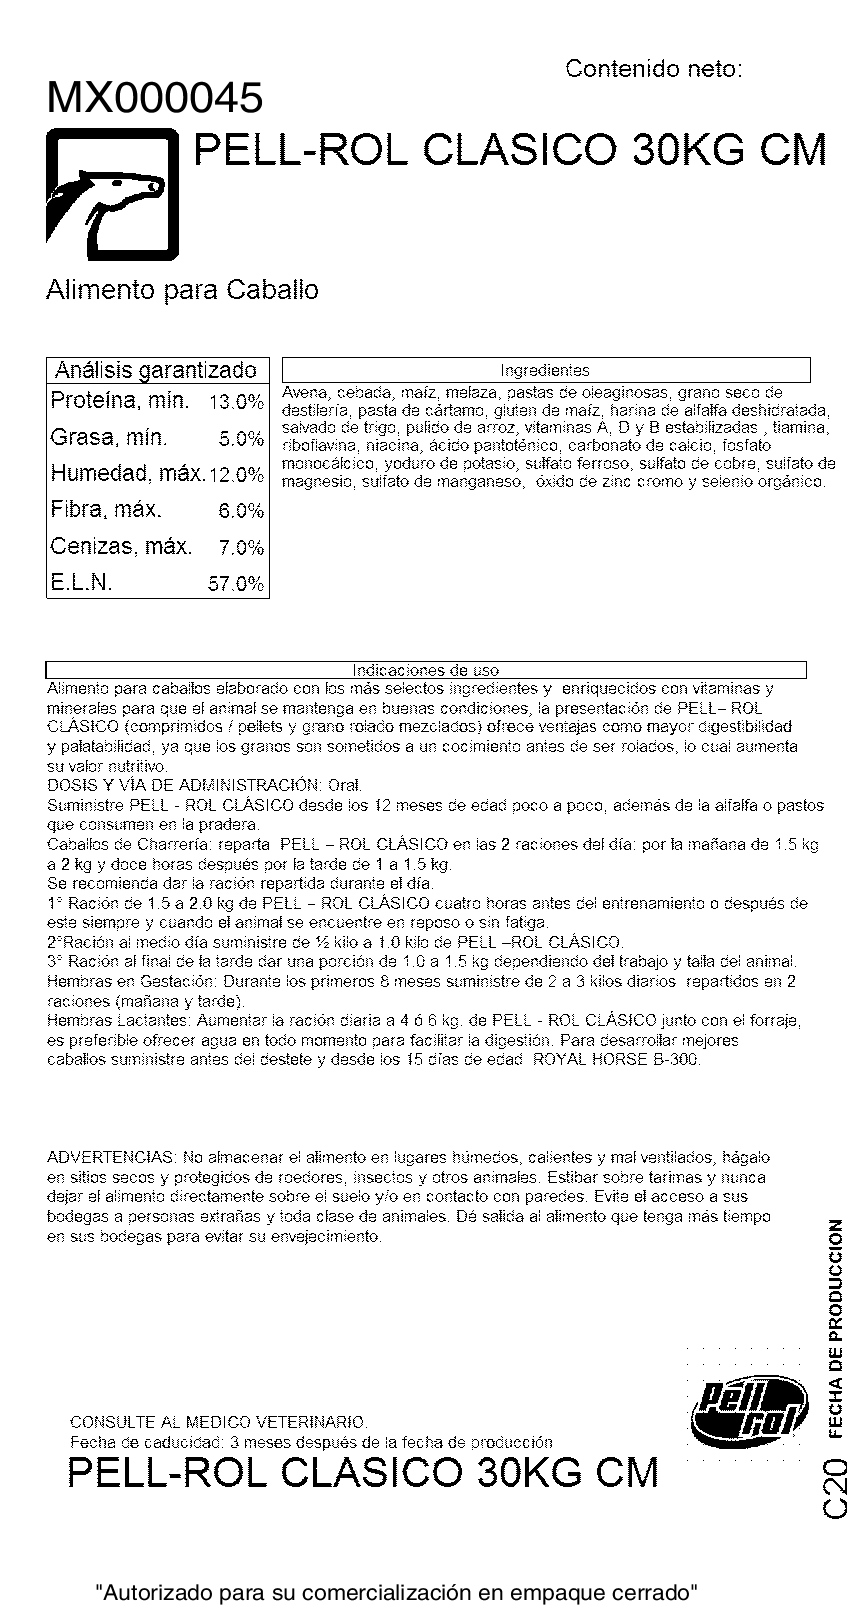 Contenido neto:
MX000045
PELL-ROL CLASICO 30KG CM
Alimento para Caballo
Análisis garantizado
Proteína, mín. 13.0%
Grasa, mín. 5.0%
Humedad, máx. 12.0%
Fibra, máx. 6.0%
Cenizas, máx. 7.0%
E.L.N. 57.0%
Ingredientes
Avena, cebada, maíz, melaza, pastas de oleaginosas, grano seco de
destilería, pasta de cártamo, gluten de maíz, harina de alfalfa deshidratada,
salvado de trigo, pulido de arroz, vitaminas A, D y B estabilizadas , tiamina,
riboflavina, niacina, ácido pantoténico, carbonato de calcio, fosfato
monocálcico, yoduro de potasio, sulfato ferroso, sulfato de cobre, sulfato de
magnesio, sulfato de manganeso, óxido de zinc cromo y selenio orgánico.
Indicaciones de uso
Alimento para caballos elaborado con los más selectos ingredientes y enriquecidos con vitaminas y
minerales para que el animal se mantenga en buenas condiciones, la presentación de PELL– ROL
CLÁSICO (comprimidos / pellets y grano rolado mezclados) ofrece ventajas como mayor digestibilidad
y palatabilidad, ya que los granos son sometidos a un cocimiento antes de ser rolados, lo cual aumenta
su valor nutritivo.
DOSIS Y VÍA DE ADMINISTRACIÓN: Oral.
Suministre PELL - ROL CLÁSICO desde los 12 meses de edad poco a poco, además de la alfalfa o pastos
que consumen en la pradera.
Caballos de Charrería: reparta PELL – ROL CLÁSICO en las 2 raciones del día: por la mañana de 1.5 kg
a 2 kg y doce horas después por la tarde de 1 a 1.5 kg.
Se recomienda dar la ración repartida durante el día.
1° Ración de 1.5 a 2.0 kg de PELL – ROL CLÁSICO cuatro horas antes del entrenamiento o después de
este siempre y cuando el animal se encuentre en reposo o sin fatiga.
2°Ración al medio día suministre de ½ kilo a 1.0 kilo de PELL –ROL CLÁSICO.
3° Ración al final de la tarde dar una porción de 1.0 a 1.5 kg dependiendo del trabajo y talla del animal.
Hembras en Gestación: Durante los primeros 8 meses suministre de 2 a 3 kilos diarios repartidos en 2
raciones (mañana y tarde).
Hembras Lactantes: Aumentar la ración diaria a 4 ó 6 kg. de PELL - ROL CLÁSICO junto con el forraje,
es preferible ofrecer agua en todo momento para facilitar la digestión. Para desarrollar mejores
caballos suministre antes del destete y desde los 15 días de edad ROYAL HORSE B-300.
ADVERTENCIAS: No almacenar el alimento en lugares húmedos, calientes y mal ventilados, hágalo
en sitios secos y protegidos de roedores, insectos y otros animales. Estibar sobre tarimas y nunca
dejar el alimento directamente sobre el suelo y/o en contacto con paredes. Evite el acceso a sus
bodegas a personas extrañas y toda clase de animales. Dé salida al alimento que tenga más tiempo
en sus bodegas para evitar su envejecimiento.
FECHA DE PRODUCCION
C20
Pell
Rol
CONSULTE AL MEDICO VETERINARIO.
Fecha de caducidad: 3 meses después de la fecha de producción
PELL-ROL CLASICO 30KG CM
"Autorizado para su comercialización en empaque cerrado"